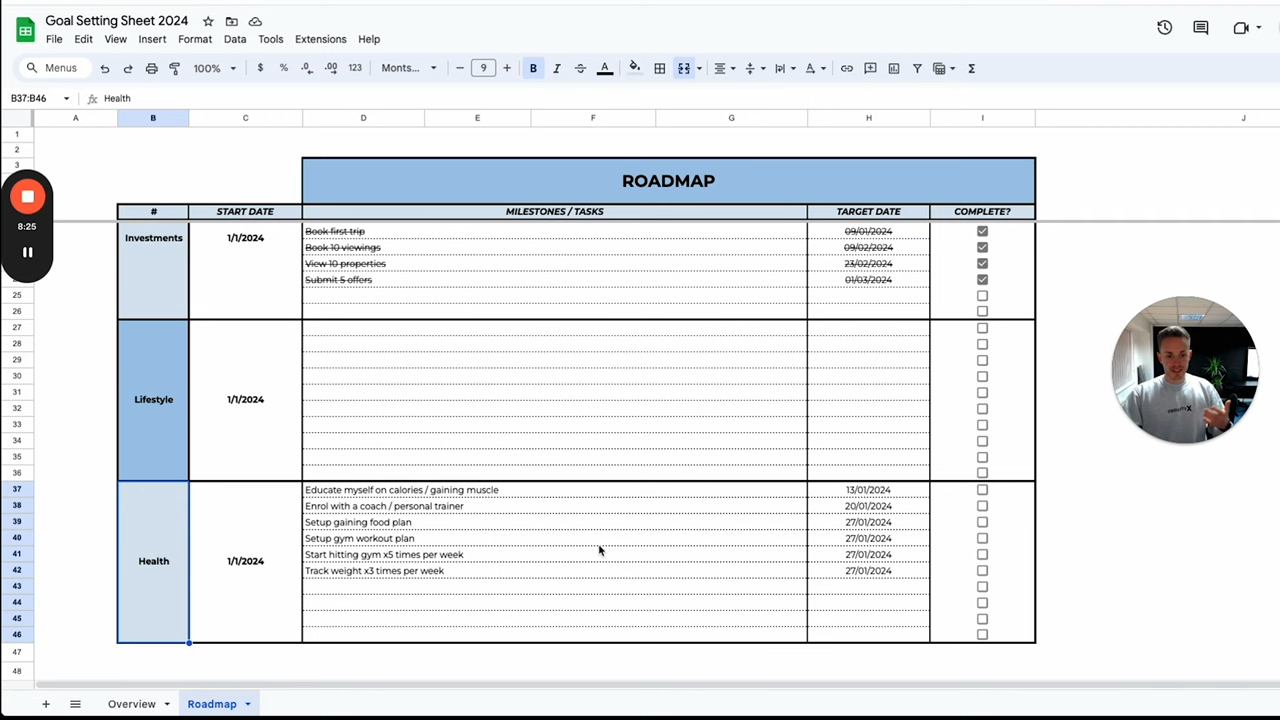 Goal Setting Sheet 2024
File Edit View Insert Format Data Tools Extensions Help
Menus 100% $ % .0 .00 123 Monts... 9 B I A Σ
B37:B46 fx Health
A B C D E F G H I J
1
2
3
ROADMAP
# START DATE MILESTONES / TASKS TARGET DATE COMPLETE?
8:25
Investments 1/1/2024
Book first trip 09/01/2024
Book 10 viewings 09/02/2024
View 10 properties 23/02/2024
Submit 5 offers 01/03/2024
25
26
27
28
29
30
31
32
Lifestyle 1/1/2024
33
34
35
36
37 Educate myself on calories / gaining muscle 13/01/2024
38 Enrol with a coach / personal trainer 20/01/2024
39 Setup gaining food plan 27/01/2024
40 Setup gym workout plan 27/01/2024
41 Start hitting gym x5 times per week 27/01/2024
Health 1/1/2024
42 Track weight x3 times per week 27/01/2024
43
44
45
46
47
48
+ Overview Roadmap